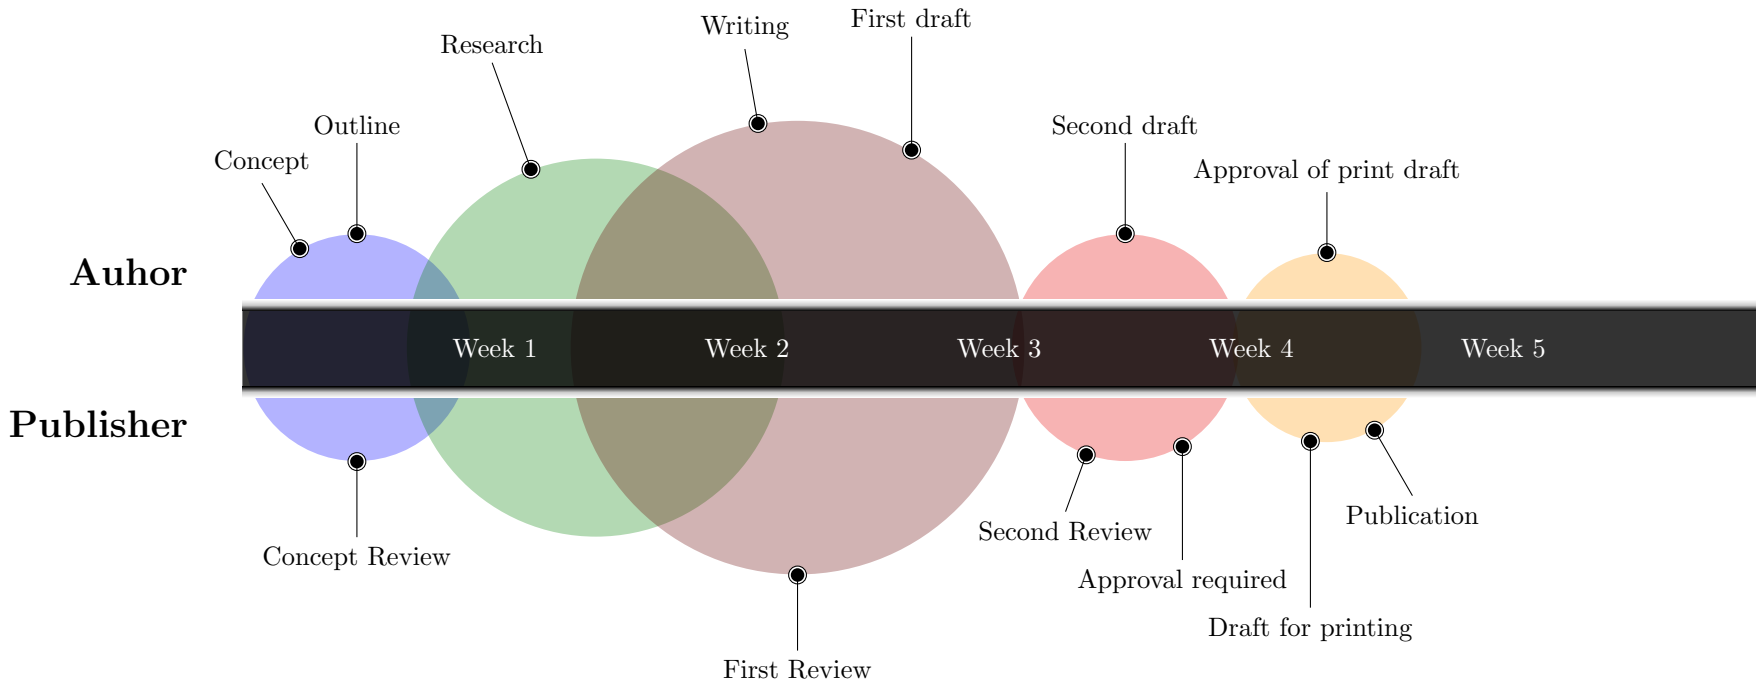 First draft
Writing
Research
Outline
Second draft
Concept
Approval of print draft
Auhor
Week 1
Week 2
Week 3
Week 4
Week 5
Publisher
Publication
Second Review
Concept Review
Approval required
Draft for printing
First Review